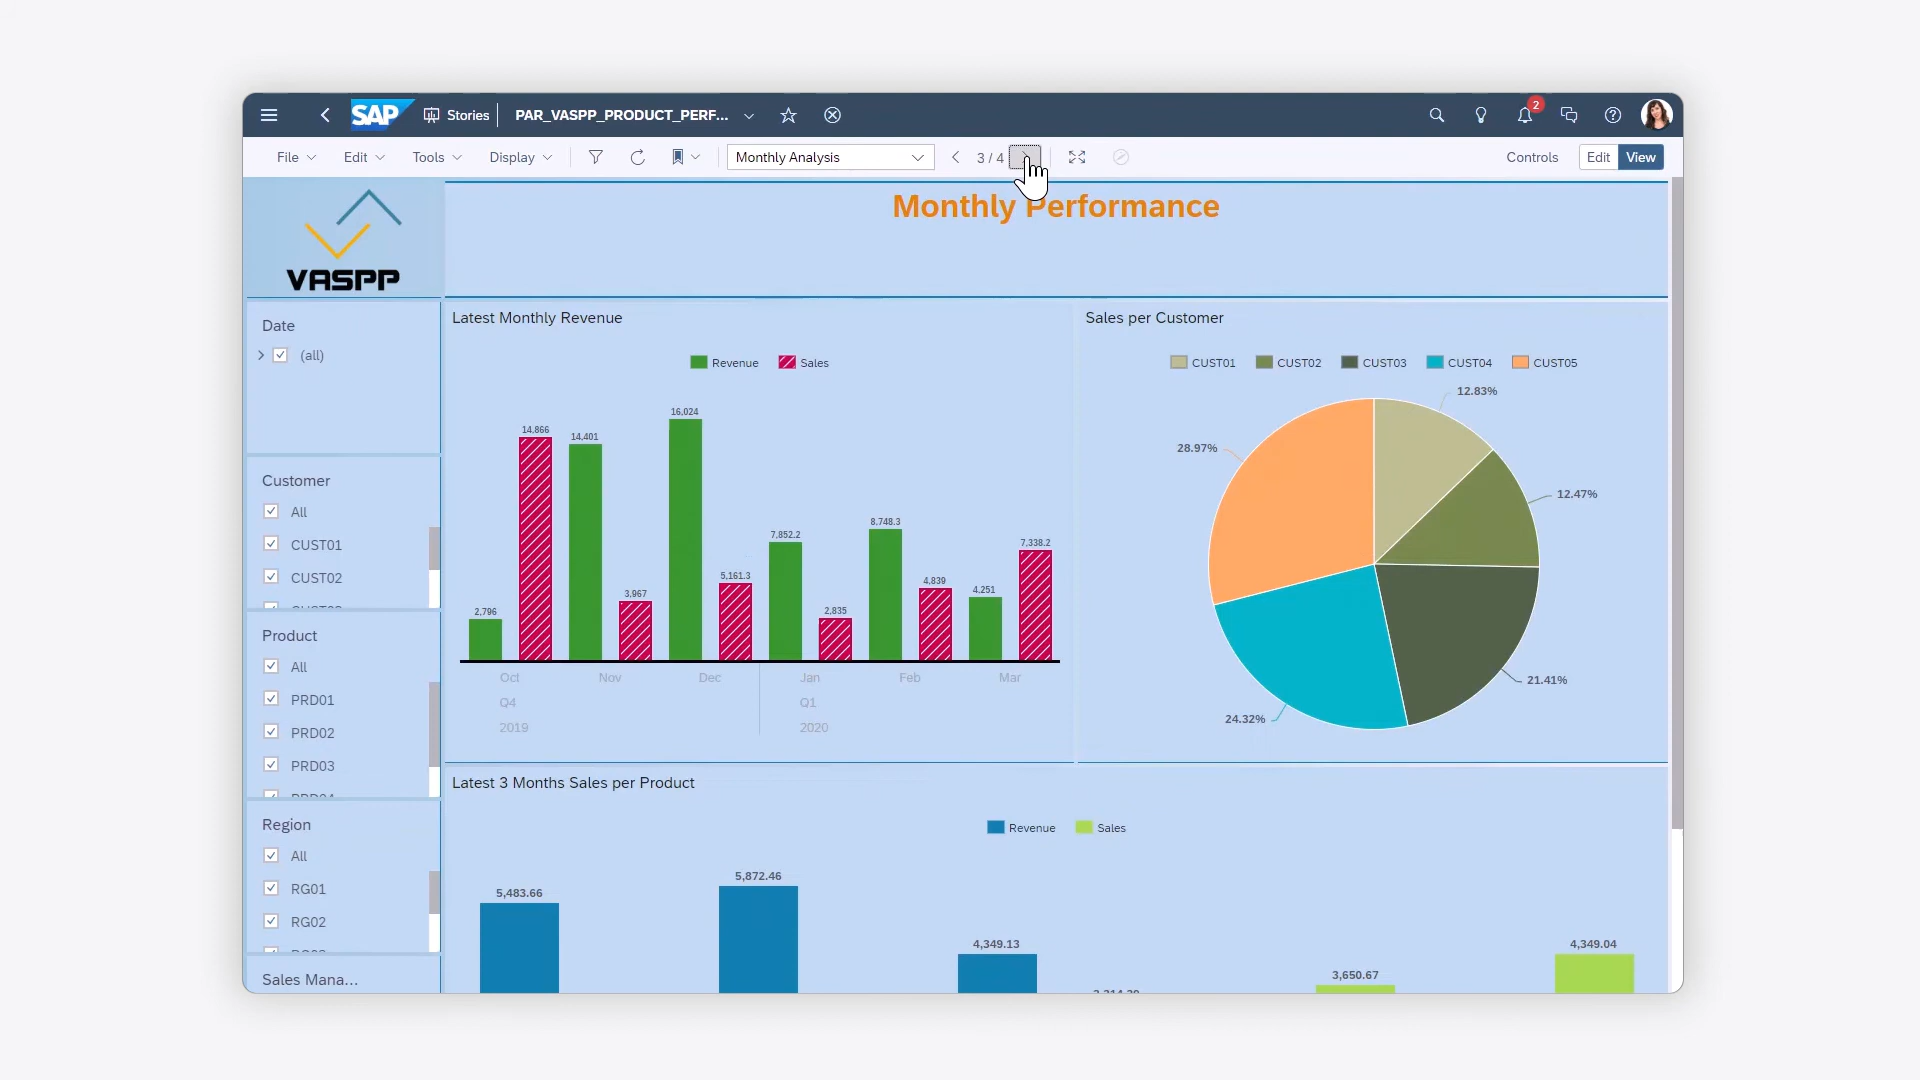 SAP Stories PAR_VASPP_PRODUCT_PERF... 2
File Edit Tools Display Monthly Analysis 3 / 4 Controls Edit View
VASPP
Monthly Performance
Date
(all)
Customer
All
CUST01
CUST02
Product
All
PRD01
PRD02
PRD03
Region
All
RG01
RG02
Sales Mana...
Latest Monthly Revenue
Revenue Sales
16,024
14,866 14,401
8,748.3
7,852.2 7,338.2
5,161.3 4,839
3,967 4,251
2,796 2,835
Oct Nov Dec Jan Feb Mar
Q4 Q1
2019 2020
Sales per Customer
CUST01 CUST02 CUST03 CUST04 CUST05
12.83%
28.97%
12.47%
21.41%
24.32%
Latest 3 Months Sales per Product
Revenue Sales
5,872.46
5,483.66
4,349.13 4,349.04
3,650.67